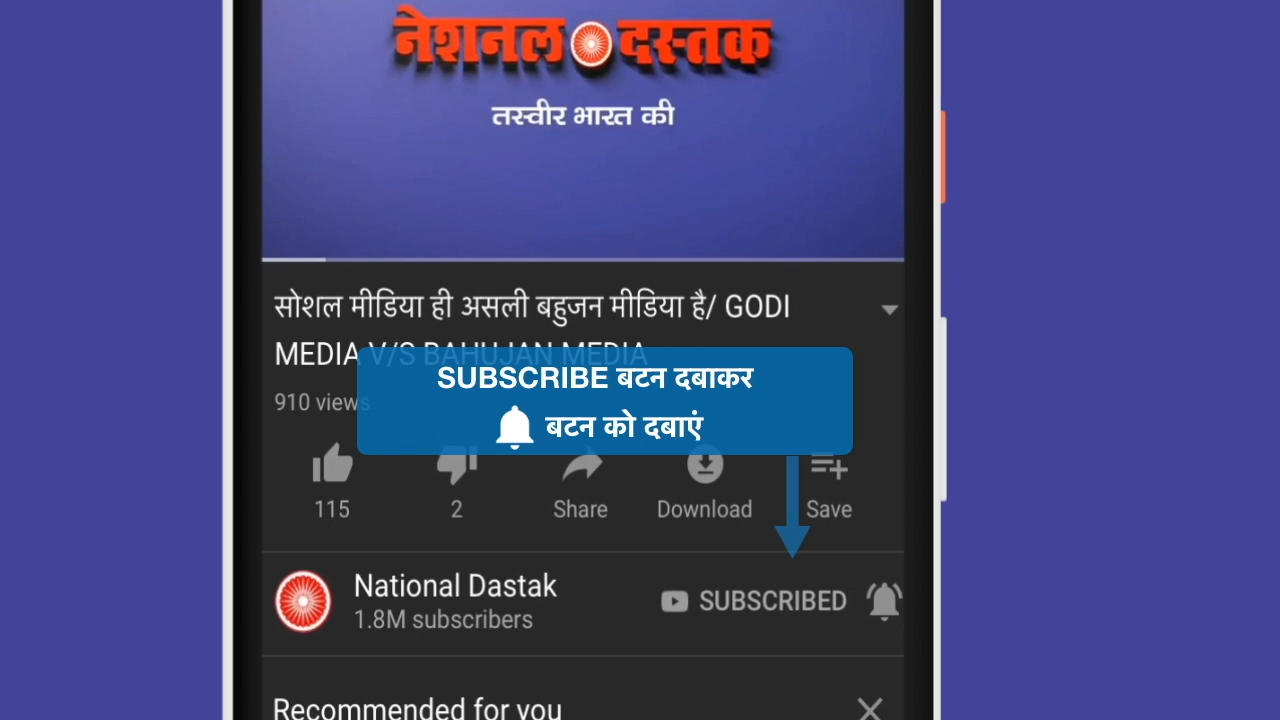 नेशनल दस्तक
तस्वीर भारत की
सोशल मीडिया ही असली बहुजन मीडिया है/ GODI
MEDIA V/S BAHUJAN MEDIA
910 views
SUBSCRIBE बटन दबाकर
बटन को दबाएं
115
2
Share
Download
Save
National Dastak
1.8M subscribers
SUBSCRIBED
Recommended for you